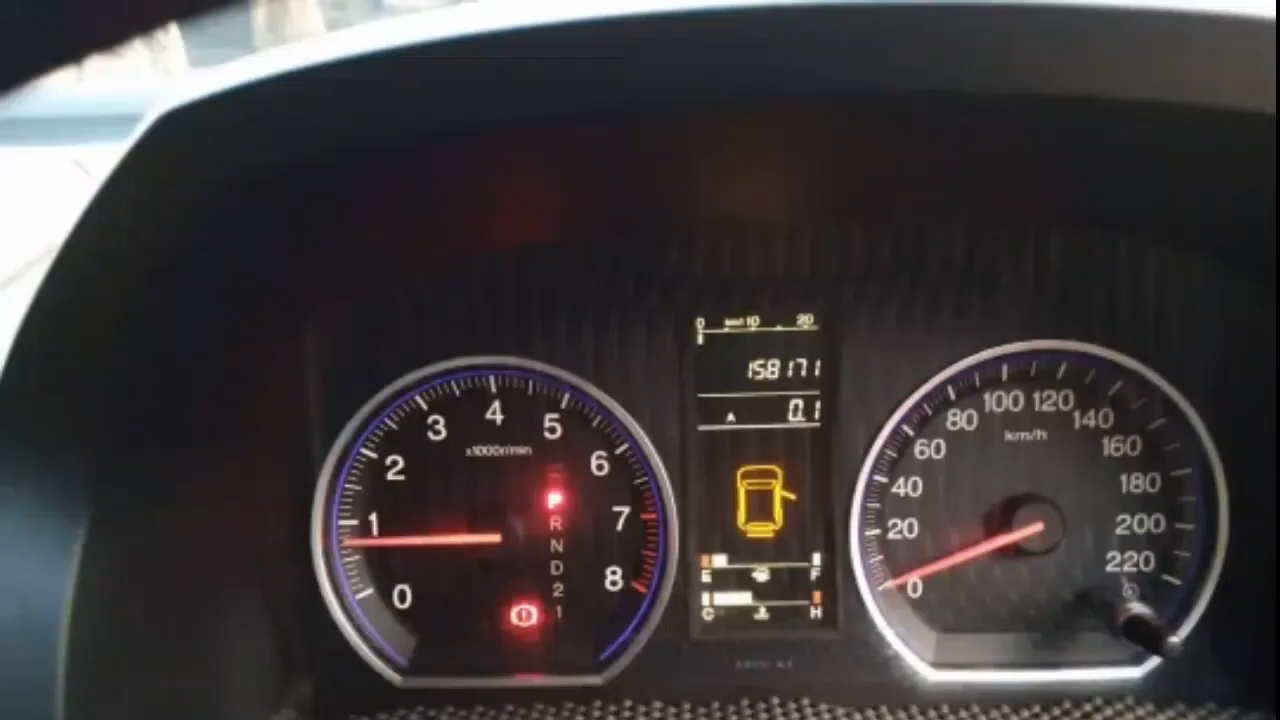 0 km/l 10 20
158171
A 0.1
0 1 2 3 4 5 6 7 8
x1000r/min
P
R
N
D
2
1
E F
C H
0 20 40 60 80 100 120 140 160 180 200 220
km/h